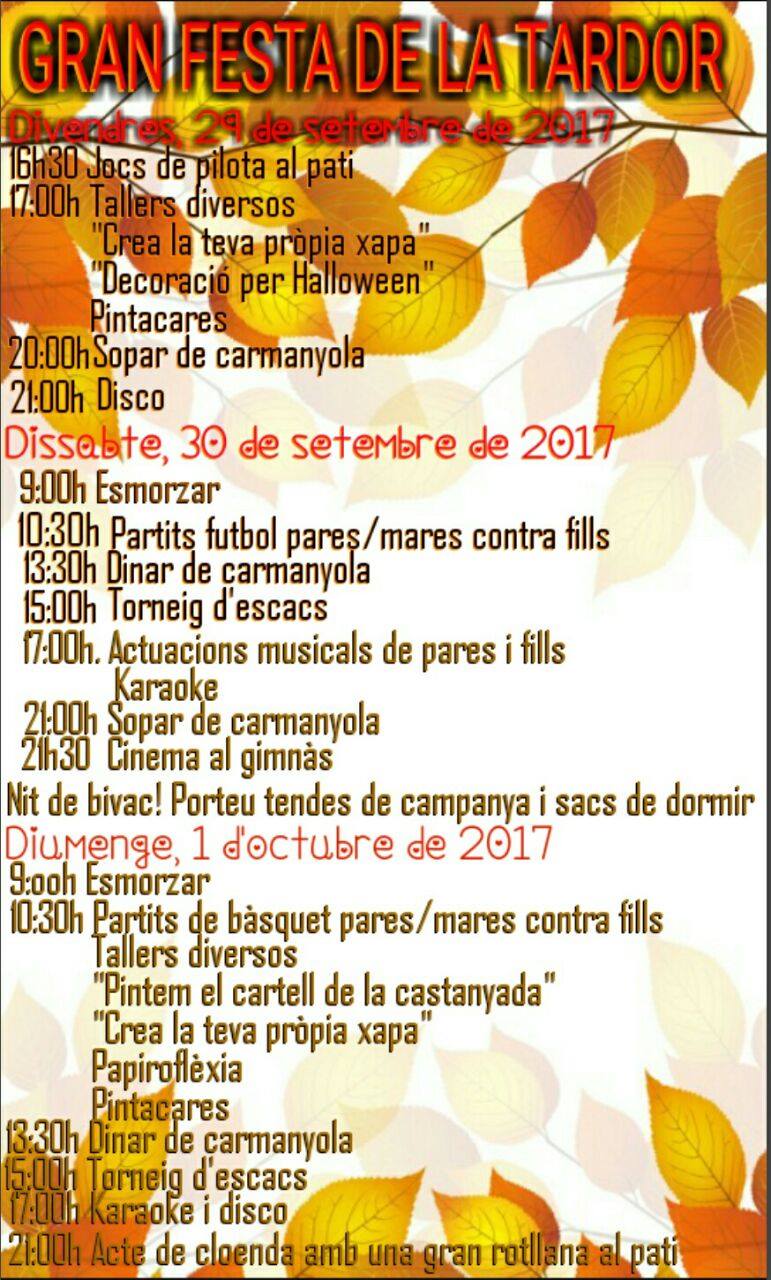 GRAN FESTA DE LA TARDOR
Divendres, 29 de setembre de 2017
16h30 Jocs de pilota al pati
17:00h Tallers diversos
"Crea la teva pròpia xapa"
"Decoració per Halloween"
Pintacares
20:00h Sopar de carmanyola
21:00h Disco
Dissabte, 30 de setembre de 2017
9:00h Esmorzar
10:30h Partits futbol pares/mares contra fills
13:30h Dinar de carmanyola
15:00h Torneig d'escacs
17:00h. Actuacions musicals de pares i fills
Karaoke
21:00h Sopar de carmanyola
21h30 Cinema al gimnàs
Nit de bivac! Porteu tendes de campanya i sacs de dormir
Diumenge, 1 d'octubre de 2017
9:ooh Esmorzar
10:30h Partits de bàsquet pares/mares contra fills
Tallers diversos
"Pintem el cartell de la castanyada"
"Crea la teva pròpia xapa"
Papiroflèxia
Pintacares
13:30h Dinar de carmanyola
15:00h Torneig d'escacs
17:00h Karaoke i disco
21:00h Acte de cloenda amb una gran rotllana al pati